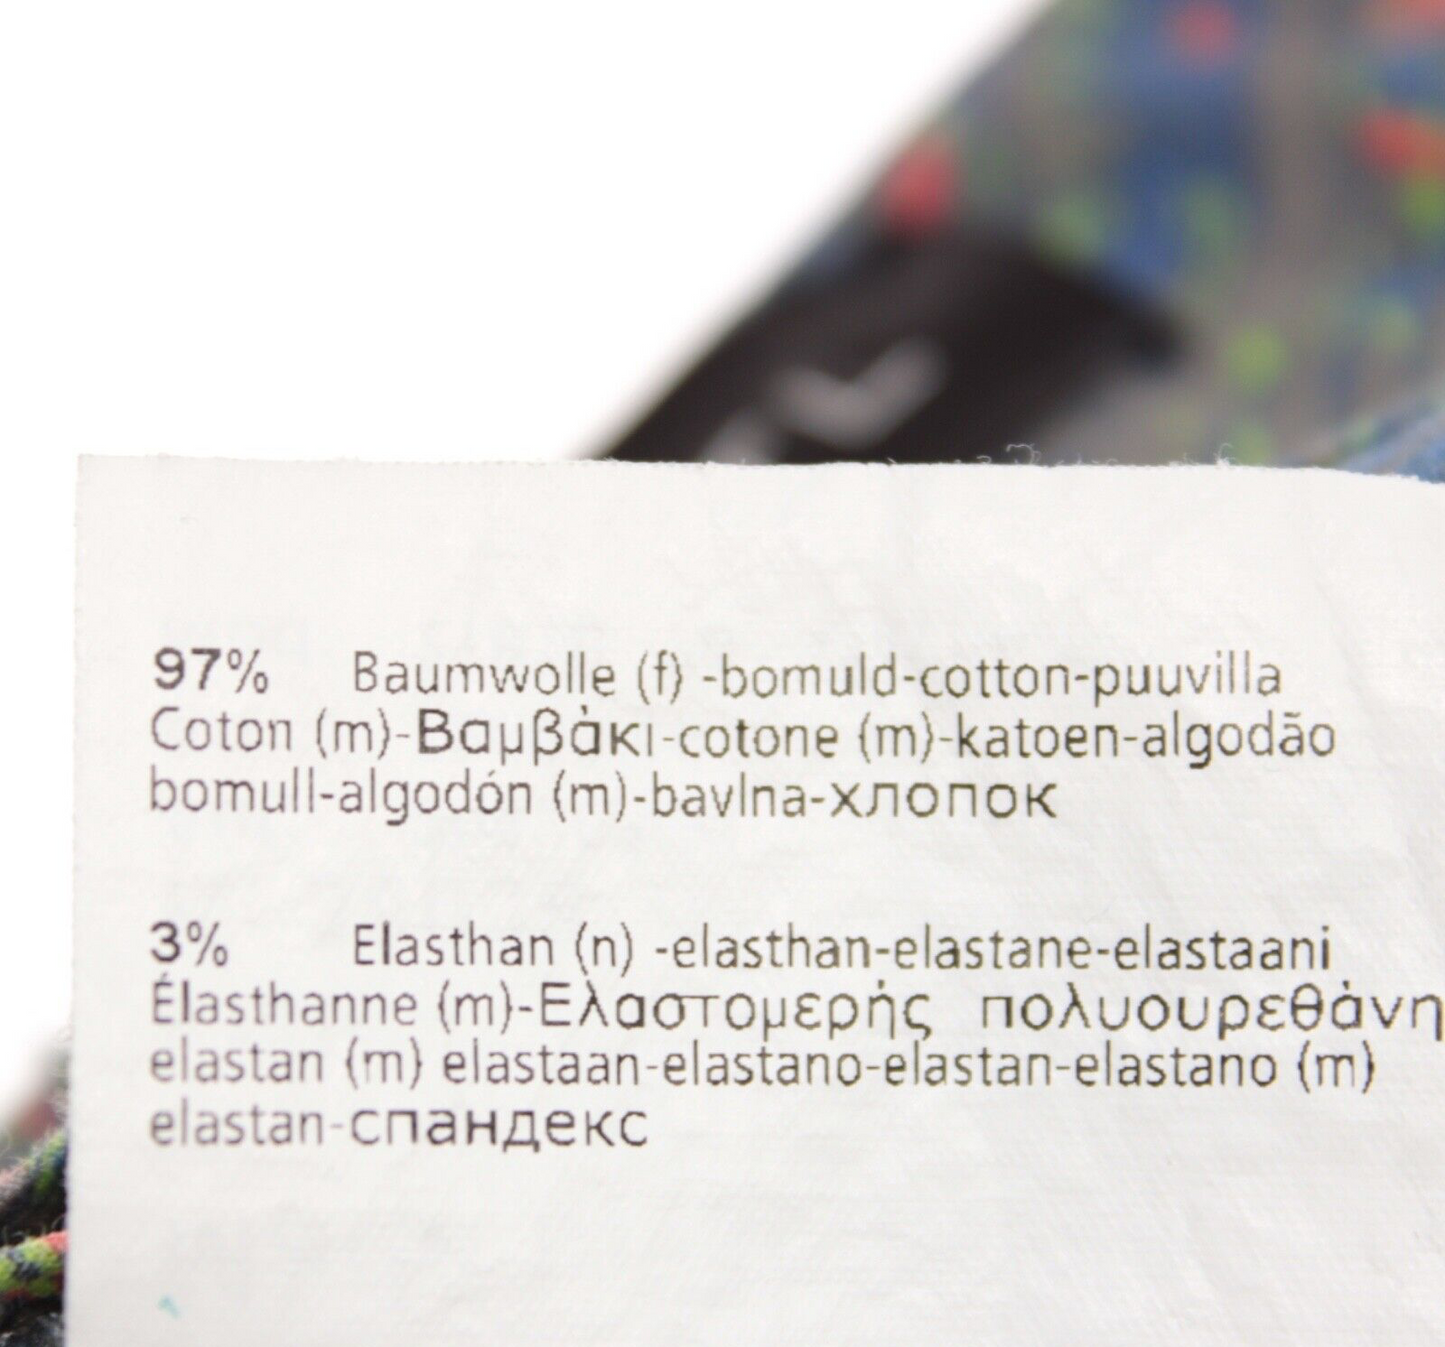 97% Baumwolle (f) -bomuld-cotton-puuvilla
Coton (m)-Βαμβάκι-cotone (m)-katoen-algodão
bomull-algodón (m)-bavlna-хлопок
3% Elasthan (n) -elasthan-elastane-elastaani
Élasthanne (m)-Ελαστομερής πολυουρεθάνη
elastan (m) elastaan-elastano-elastan-elastano (m)
elastan-спандекс